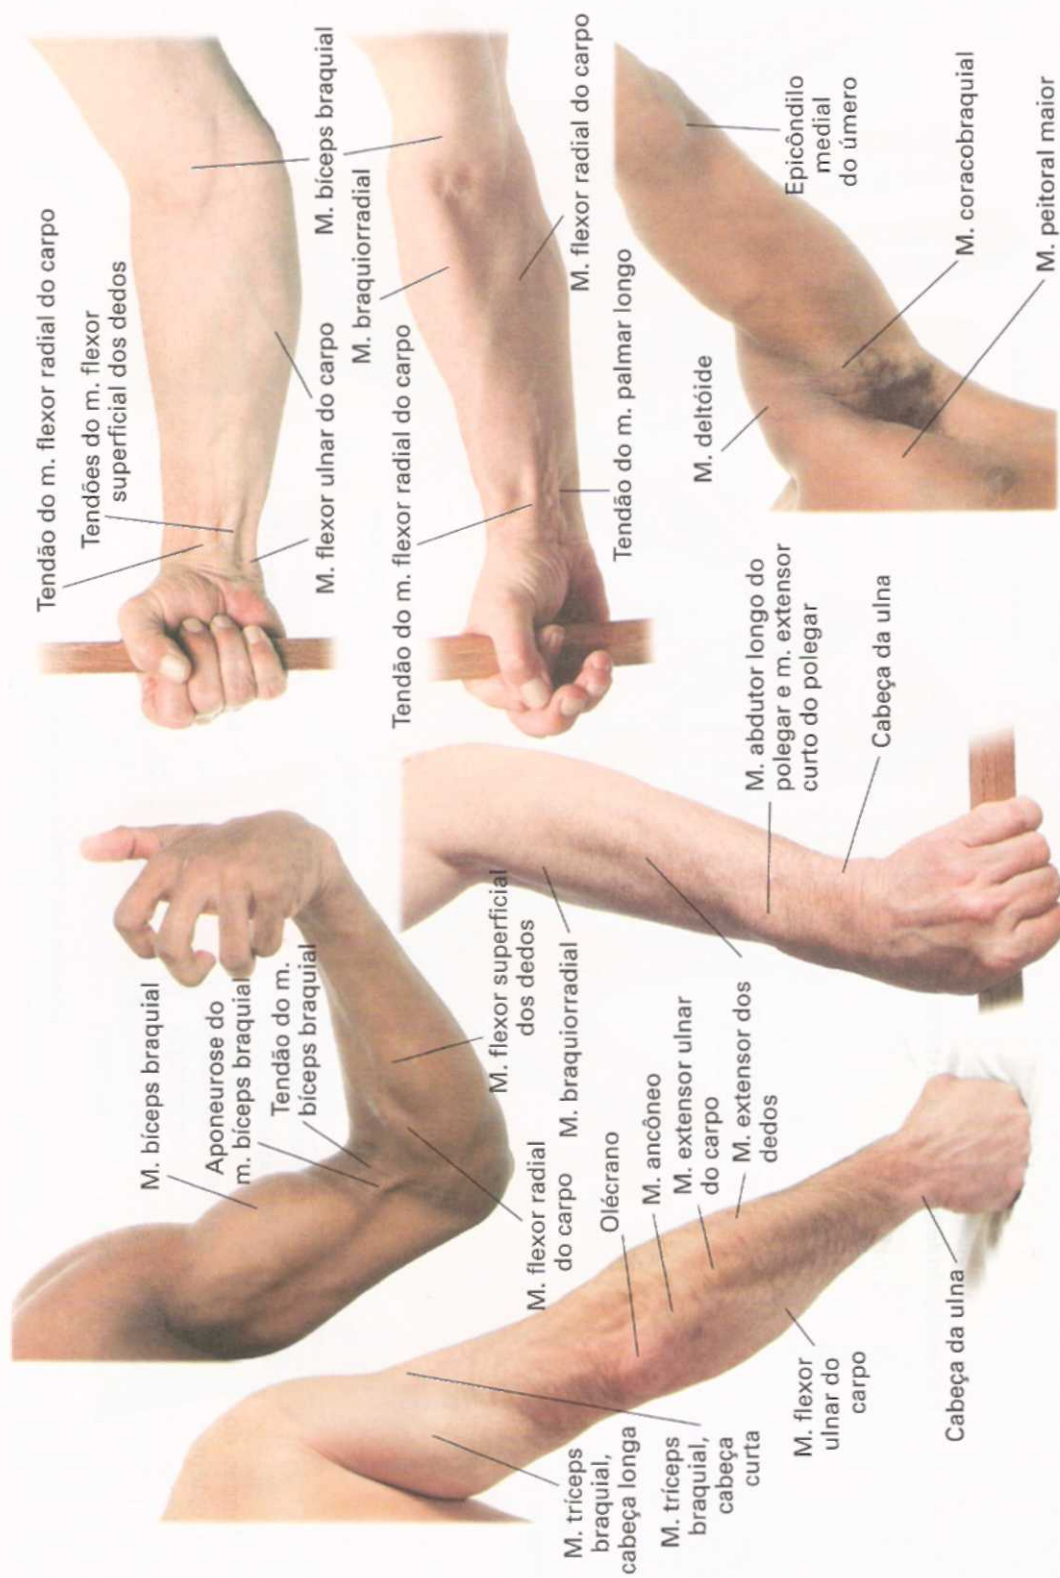 M. bíceps braquial
Aponeurose do
m. bíceps braquial
Tendão do m.
bíceps braquial
M. flexor superficial
dos dedos
M. flexor radial
do carpo
M. braquiorradial
Olécrano
M. ancôneo
M. extensor ulnar
do carpo
M. extensor dos
dedos
M. tríceps
braquial,
cabeça longa
M. tríceps
braquial,
cabeça
curta
M. flexor
ulnar do
carpo
Cabeça da ulna
M. abdutor longo do
polegar e m. extensor
curto do polegar
Cabeça da ulna
Tendão do m. flexor radial do carpo
Tendões do m. flexor
superficial dos dedos
M. flexor ulnar do carpo
M. bíceps braquial
M. braquiorradial
Tendão do m. flexor radial do carpo
M. flexor radial do carpo
Tendão do m. palmar longo
M. deltóide
Epicôndilo
medial
do úmero
M. coracobraquial
M. peitoral maior